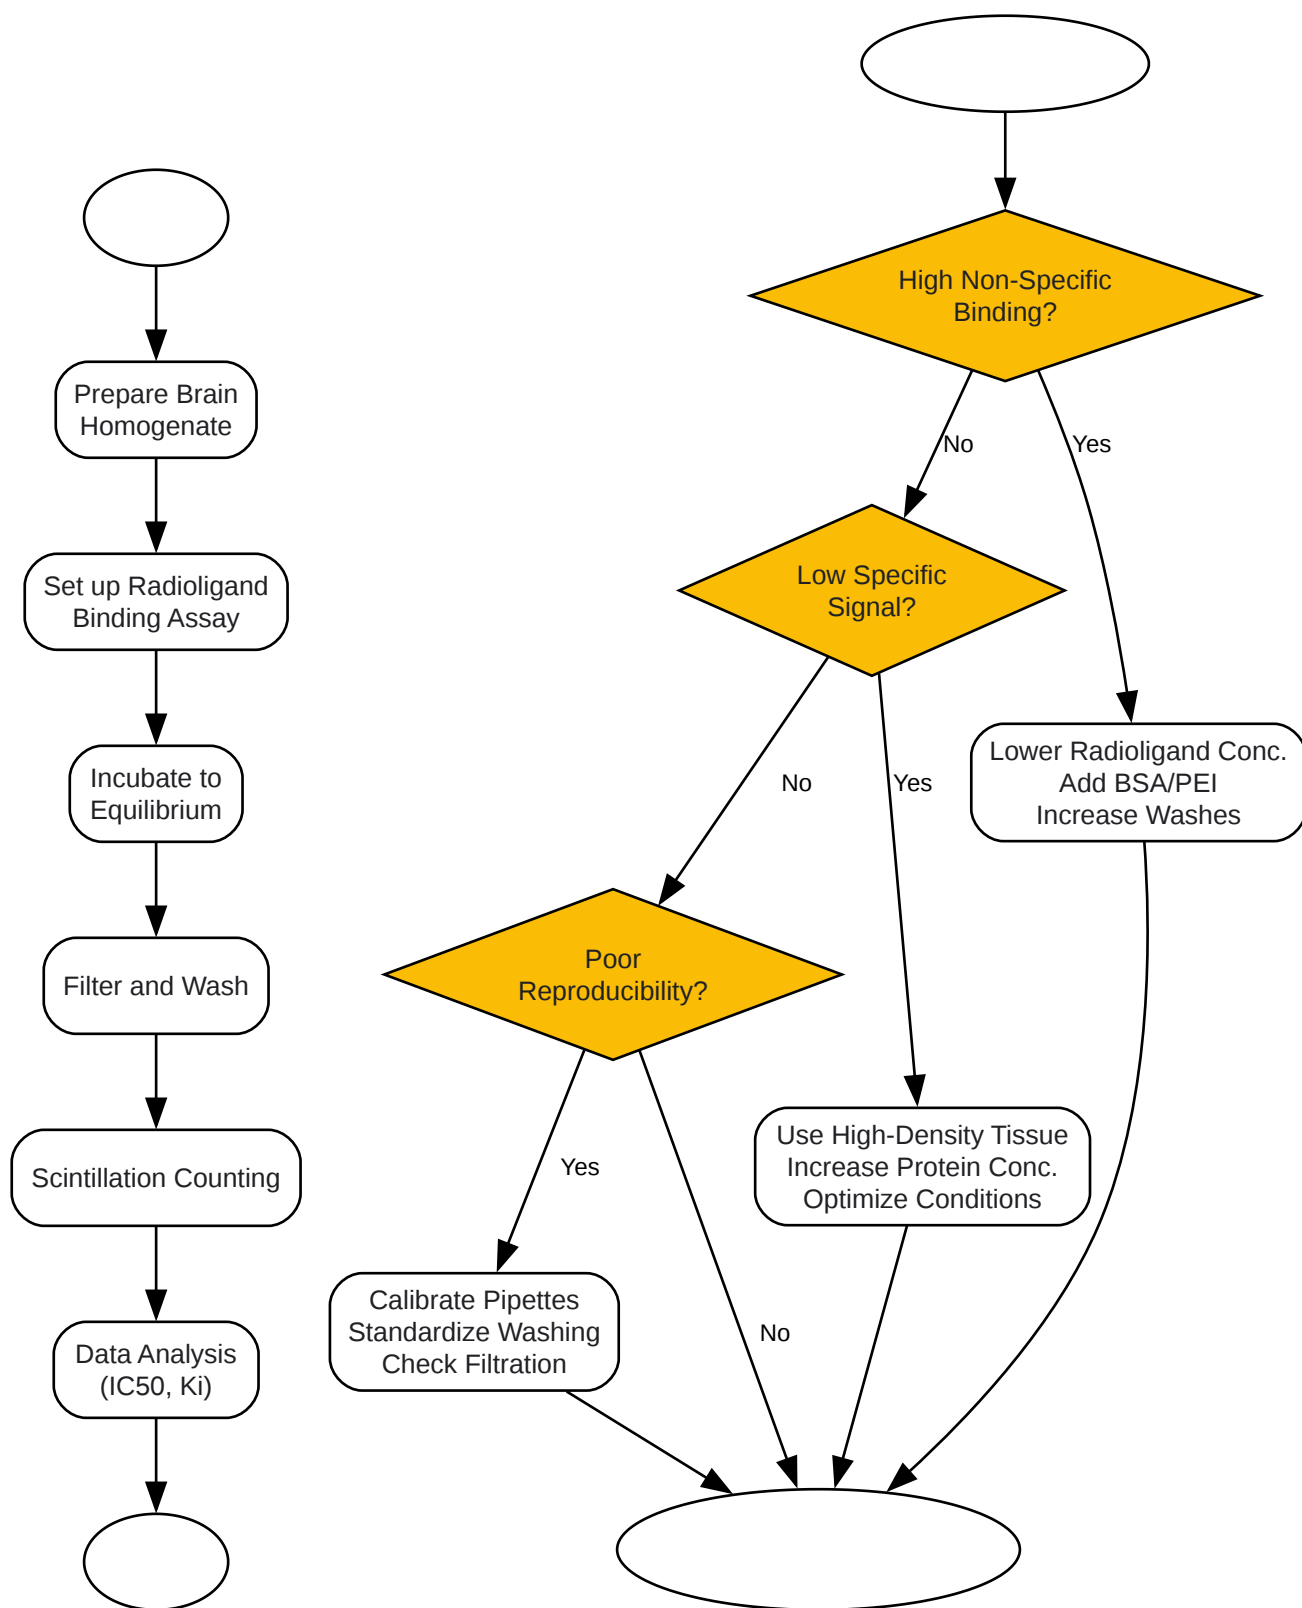 Prepare Brain
Homogenate
Set up Radioligand
Binding Assay
Incubate to
Equilibrium
Filter and Wash
Scintillation Counting
Data Analysis
(IC50, Ki)
High Non-Specific
Binding?
No
Yes
Low Specific
Signal?
No
Yes
Lower Radioligand Conc.
Add BSA/PEI
Increase Washes
Poor
Reproducibility?
Yes
No
Use High-Density Tissue
Increase Protein Conc.
Optimize Conditions
Calibrate Pipettes
Standardize Washing
Check Filtration